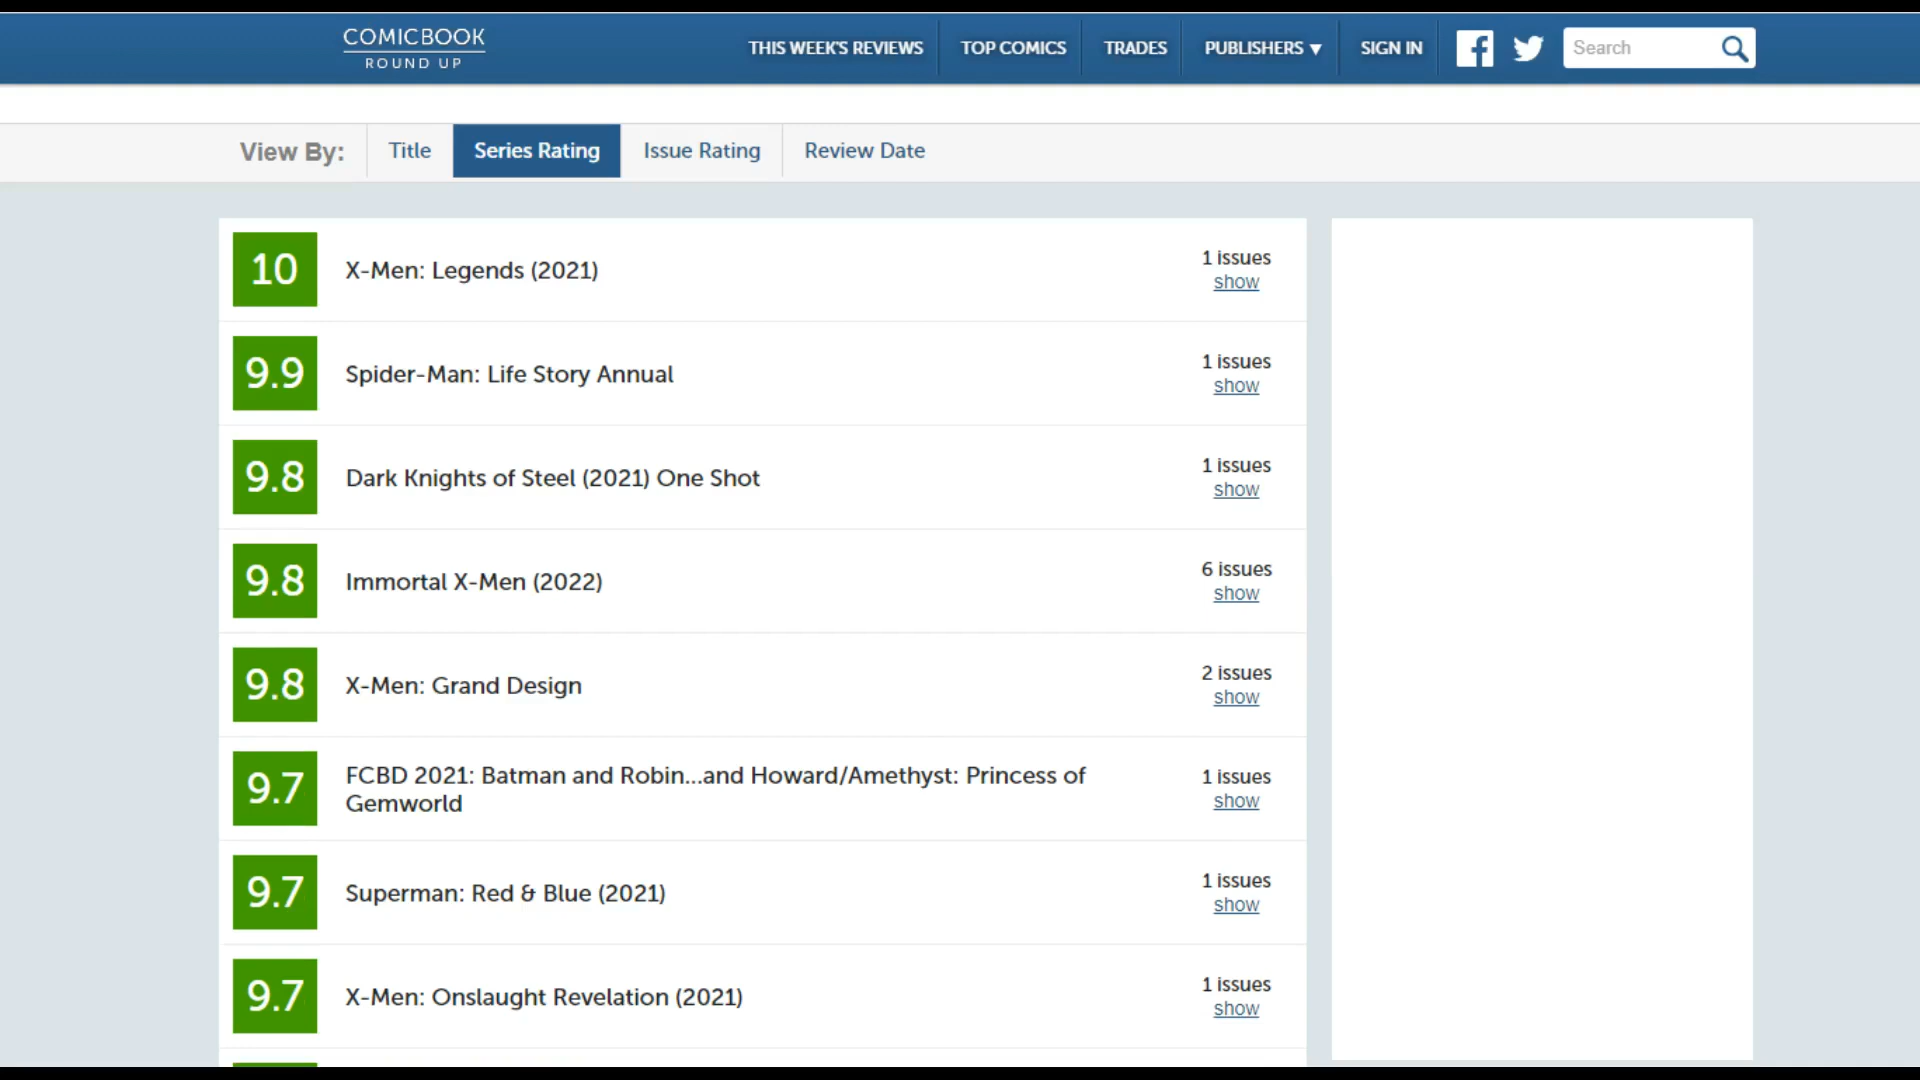 COMICBOOK
ROUND UP
THIS WEEK'S REVIEWS TOP COMICS TRADES PUBLISHERS ▼ SIGN IN Search
View By: Title Series Rating Issue Rating Review Date
10 X-Men: Legends (2021) 1 issues
show
9.9 Spider-Man: Life Story Annual 1 issues
show
9.8 Dark Knights of Steel (2021) One Shot 1 issues
show
9.8 Immortal X-Men (2022) 6 issues
show
9.8 X-Men: Grand Design 2 issues
show
9.7 FCBD 2021: Batman and Robin...and Howard/Amethyst: Princess of 1 issues
Gemworld show
9.7 Superman: Red & Blue (2021) 1 issues
show
9.7 X-Men: Onslaught Revelation (2021) 1 issues
show